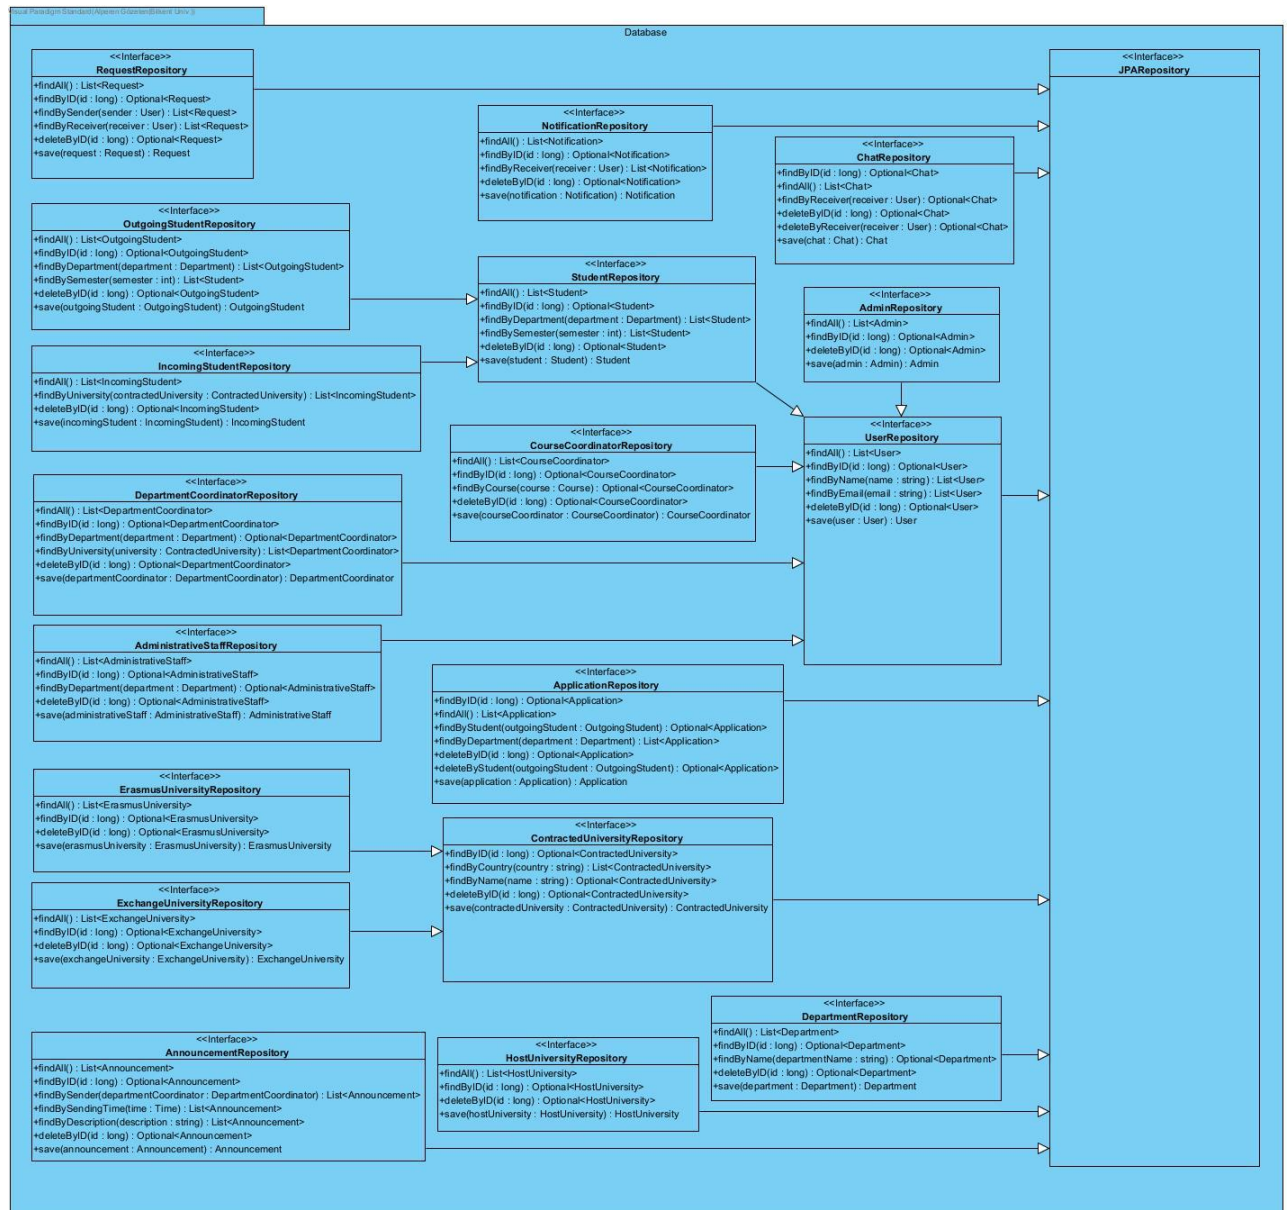 Visual Paradigm Standard(Alperen Gözeten(Bilkent Univ.))
Database
<<Interface>>
RequestRepository
+findAll() : List<Request>
+findByID(id : long) : Optional<Request>
+findBySender(sender : User) : List<Request>
+findByReceiver(receiver : User) : List<Request>
+deleteByID(id : long) : Optional<Request>
+save(request : Request) : Request
<<Interface>>
JPARepository
<<Interface>>
NotificationRepository
+findAll() : List<Notification>
+findByID(id : long) : Optional<Notification>
+findByReceiver(receiver : User) : List<Notification>
+deleteByID(id : long) : Optional<Notification>
+save(notification : Notification) : Notification
<<Interface>>
ChatRepository
+findByID(id : long) : Optional<Chat>
+findAll() : List<Chat>
+findByReceiver(receiver : User) : Optional<Chat>
+deleteByID(id : long) : Optional<Chat>
+deleteByReceiver(receiver : User) : Optional<Chat>
+save(chat : Chat) : Chat
<<Interface>>
OutgoingStudentRepository
+findAll() : List<OutgoingStudent>
+findByID(id : long) : Optional<OutgoingStudent>
+findByDepartment(department : Department) : List<OutgoingStudent>
+findBySemester(semester : int) : List<Student>
+deleteByID(id : long) : Optional<OutgoingStudent>
+save(outgoingStudent : OutgoingStudent) : OutgoingStudent
<<Interface>>
StudentRepository
+findAll() : List<Student>
+findByID(id : long) : Optional<Student>
+findByDepartment(department : Department) : List<Student>
+findBySemester(semester : int) : List<Student>
+deleteByID(id : long) : Optional<Student>
+save(student : Student) : Student
<<Interface>>
AdminRepository
+findAll() : List<Admin>
+findByID(id : long) : Optional<Admin>
+deleteByID(id : long) : Optional<Admin>
+save(admin : Admin) : Admin
<<Interface>>
IncomingStudentRepository
+findAll() : List<IncomingStudent>
+findByUniversity(contractedUniversity : ContractedUniversity) : List<IncomingStudent>
+deleteByID(id : long) : Optional<IncomingStudent>
+save(incomingStudent : IncomingStudent) : IncomingStudent
<<Interface>>
CourseCoordinatorRepository
+findAll() : List<CourseCoordinator>
+findByID(id : long) : Optional<CourseCoordinator>
+findByCourse(course : Course) : Optional<CourseCoordinator>
+deleteByID(id : long) : Optional<CourseCoordinator>
+save(courseCoordinator : CourseCoordinator) : CourseCoordinator
<<Interface>>
UserRepository
+findAll() : List<User>
+findByID(id : long) : Optional<User>
+findByName(name : string) : List<User>
+findByEmail(email : string) : List<User>
+deleteByID(id : long) : Optional<User>
+save(user : User) : User
<<Interface>>
DepartmentCoordinatorRepository
+findAll() : List<DepartmentCoordinator>
+findByID(id : long) : Optional<DepartmentCoordinator>
+findByDepartment(department : Department) : Optional<DepartmentCoordinator>
+findByUniversity(university : ContractedUniversity) : List<DepartmentCoordinator>
+deleteByID(id : long) : Optional<DepartmentCoordinator>
+save(departmentCoordinator : DepartmentCoordinator) : DepartmentCoordinator
<<Interface>>
AdministrativeStaffRepository
+findAll() : List<AdministrativeStaff>
+findByID(id : long) : Optional<AdministrativeStaff>
+findByDepartment(department : Department) : Optional<AdministrativeStaff>
+deleteByID(id : long) : Optional<AdministrativeStaff>
+save(administrativeStaff : AdministrativeStaff) : AdministrativeStaff
<<Interface>>
ApplicationRepository
+findByID(id : long) : Optional<Application>
+findAll() : List<Application>
+findByStudent(outgoingStudent : OutgoingStudent) : Optional<Application>
+findByDepartment(department : Department) : List<Application>
+deleteByID(id : long) : Optional<Application>
+deleteByStudent(outgoingStudent : OutgoingStudent) : Optional<Application>
+save(application : Application) : Application
<<Interface>>
ErasmusUniversityRepository
+findAll() : List<ErasmusUniversity>
+findByID(id : long) : Optional<ErasmusUniversity>
+deleteByID(id : long) : Optional<ErasmusUniversity>
+save(erasmusUniversity : ErasmusUniversity) : ErasmusUniversity
<<Interface>>
ContractedUniversityRepository
+findByID(id : long) : Optional<ContractedUniversity>
+findByCountry(country : string) : List<ContractedUniversity>
+findByName(name : string) : Optional<ContractedUniversity>
+deleteByID(id : long) : Optional<ContractedUniversity>
+save(contractedUniversity : ContractedUniversity) : ContractedUniversity
<<Interface>>
ExchangeUniversityRepository
+findAll() : List<ExchangeUniversity>
+findByID(id : long) : Optional<ExchangeUniversity>
+deleteByID(id : long) : Optional<ExchangeUniversity>
+save(exchangeUniversity : ExchangeUniversity) : ExchangeUniversity
<<Interface>>
DepartmentRepository
+findAll() : List<Department>
+findByID(id : long) : Optional<Department>
+findByName(departmentName : string) : Optional<Department>
+deleteByID(id : long) : Optional<Department>
+save(department : Department) : Department
<<Interface>>
AnnouncementRepository
+findAll() : List<Announcement>
+findByID(id : long) : Optional<Announcement>
+findBySender(departmentCoordinator : DepartmentCoordinator) : List<Announcement>
+findBySendingTime(time : Time) : List<Announcement>
+findByDescription(description : string) : List<Announcement>
+deleteByID(id : long) : Optional<Announcement>
+save(announcement : Announcement) : Announcement
<<Interface>>
HostUniversityRepository
+findAll() : List<HostUniversity>
+findByID(id : long) : Optional<HostUniversity>
+deleteByID(id : long) : Optional<HostUniversity>
+save(hostUniversity : HostUniversity) : HostUniversity